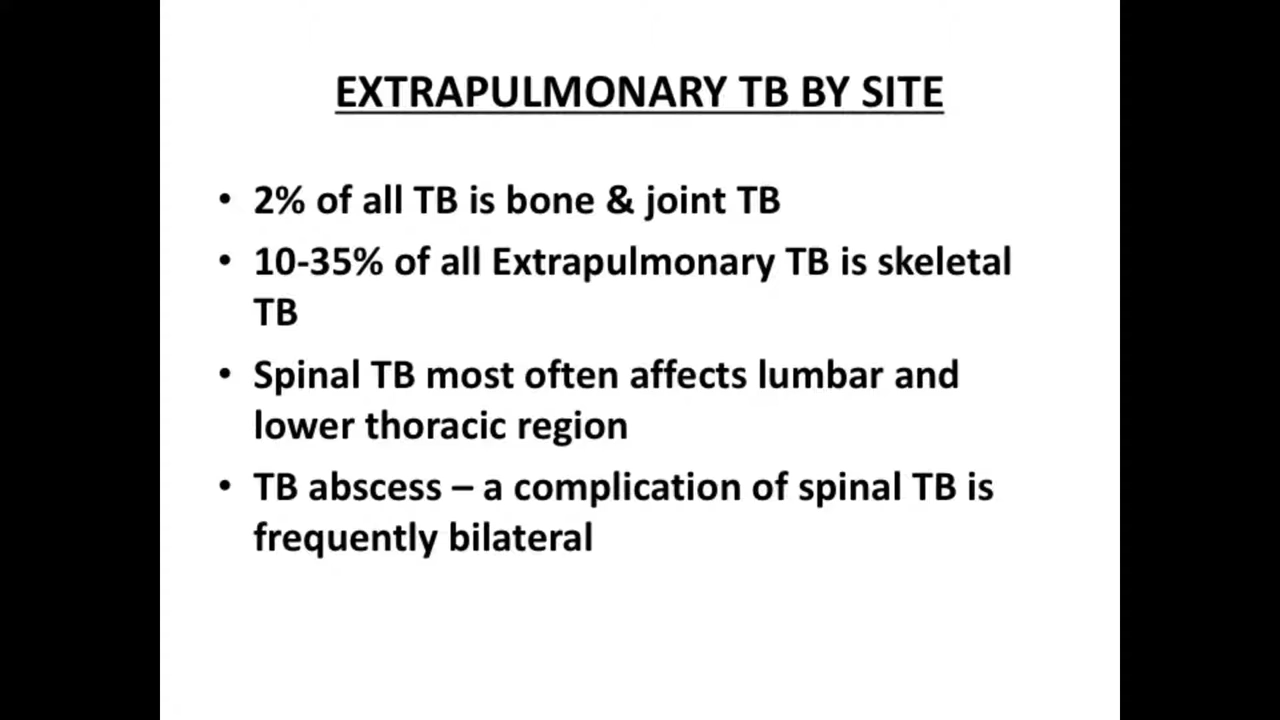 EXTRAPULMONARY TB BY SITE
• 2% of all TB is bone & joint TB
• 10-35% of all Extrapulmonary TB is skeletal
TB
• Spinal TB most often affects lumbar and
lower thoracic region
• TB abscess – a complication of spinal TB is
frequently bilateral